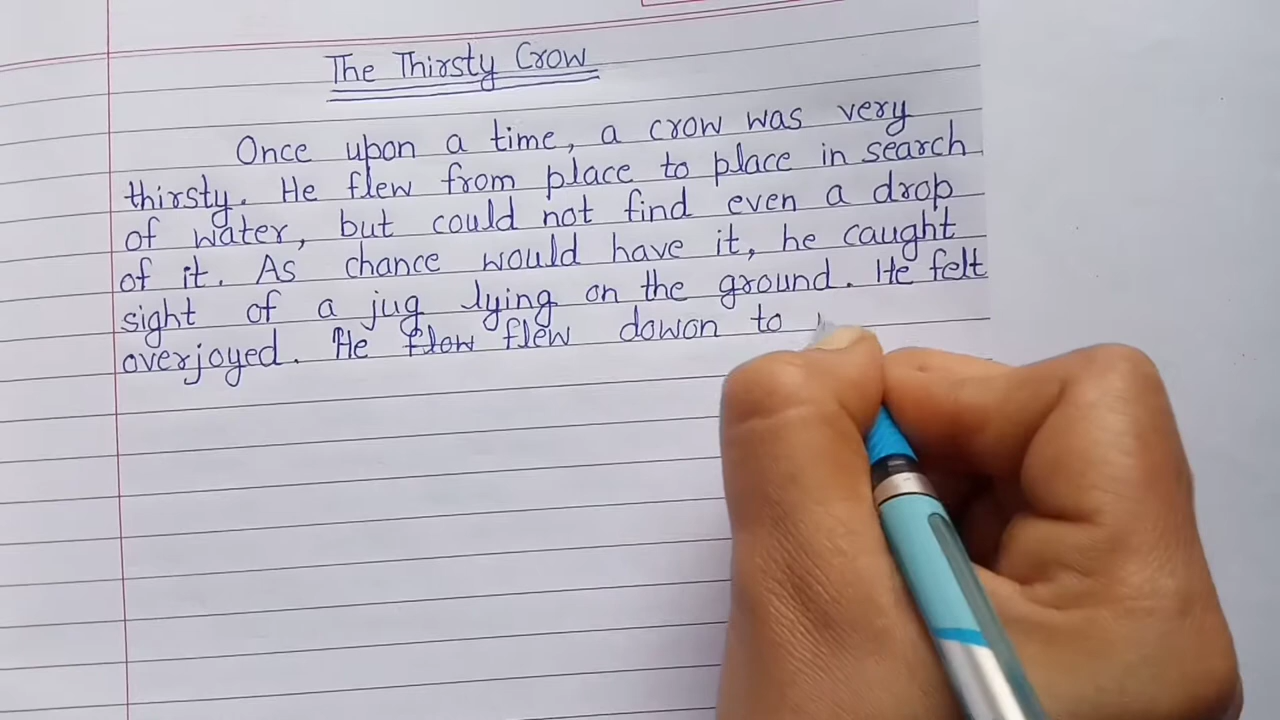 The Thirsty Crow
Once upon a time, a crow was very
thirsty. He flew from place to place in search
of water, but could not find even a drop
of it. As chance would have it, he caught
sight of a jug lying on the ground. He felt
overjoyed. He flow flew dowon to